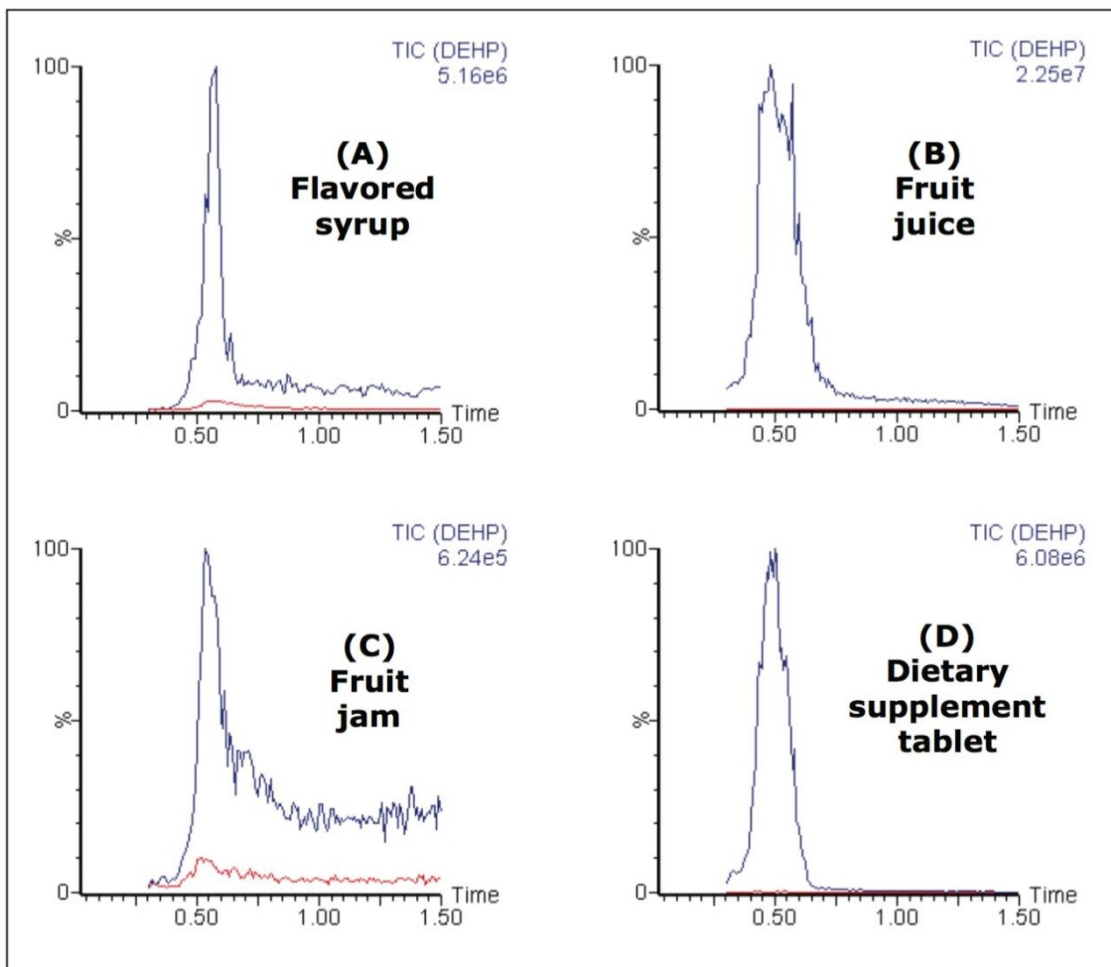 TIC (DEHP)
5.16e6
100
(A)
Flavored
syrup
%
0
Time
0.50
1.00
1.50
TIC (DEHP)
2.25e7
100
(B)
Fruit
juice
%
0
Time
0.50
1.00
1.50
TIC (DEHP)
6.24e5
100
(C)
Fruit
jam
%
0
Time
0.50
1.00
1.50
TIC (DEHP)
6.08e6
100
(D)
Dietary
supplement
tablet
%
0
Time
0.50
1.00
1.50